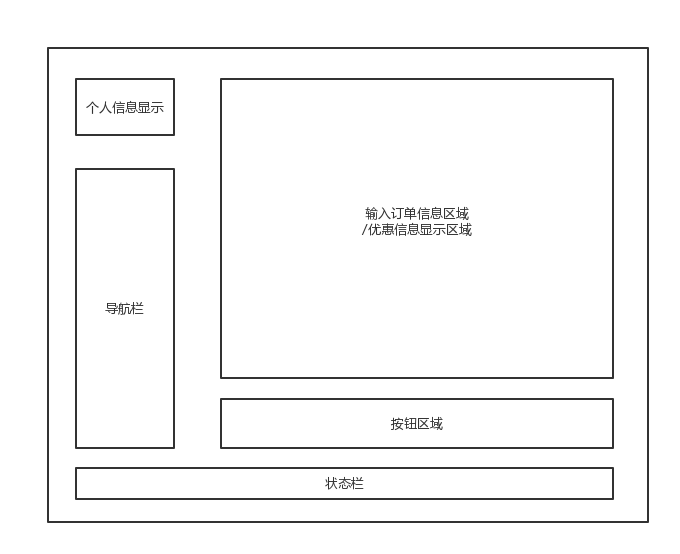 个人信息显示
输入订单信息区域
/优惠信息显示区域
导航栏
按钮区域
状态栏